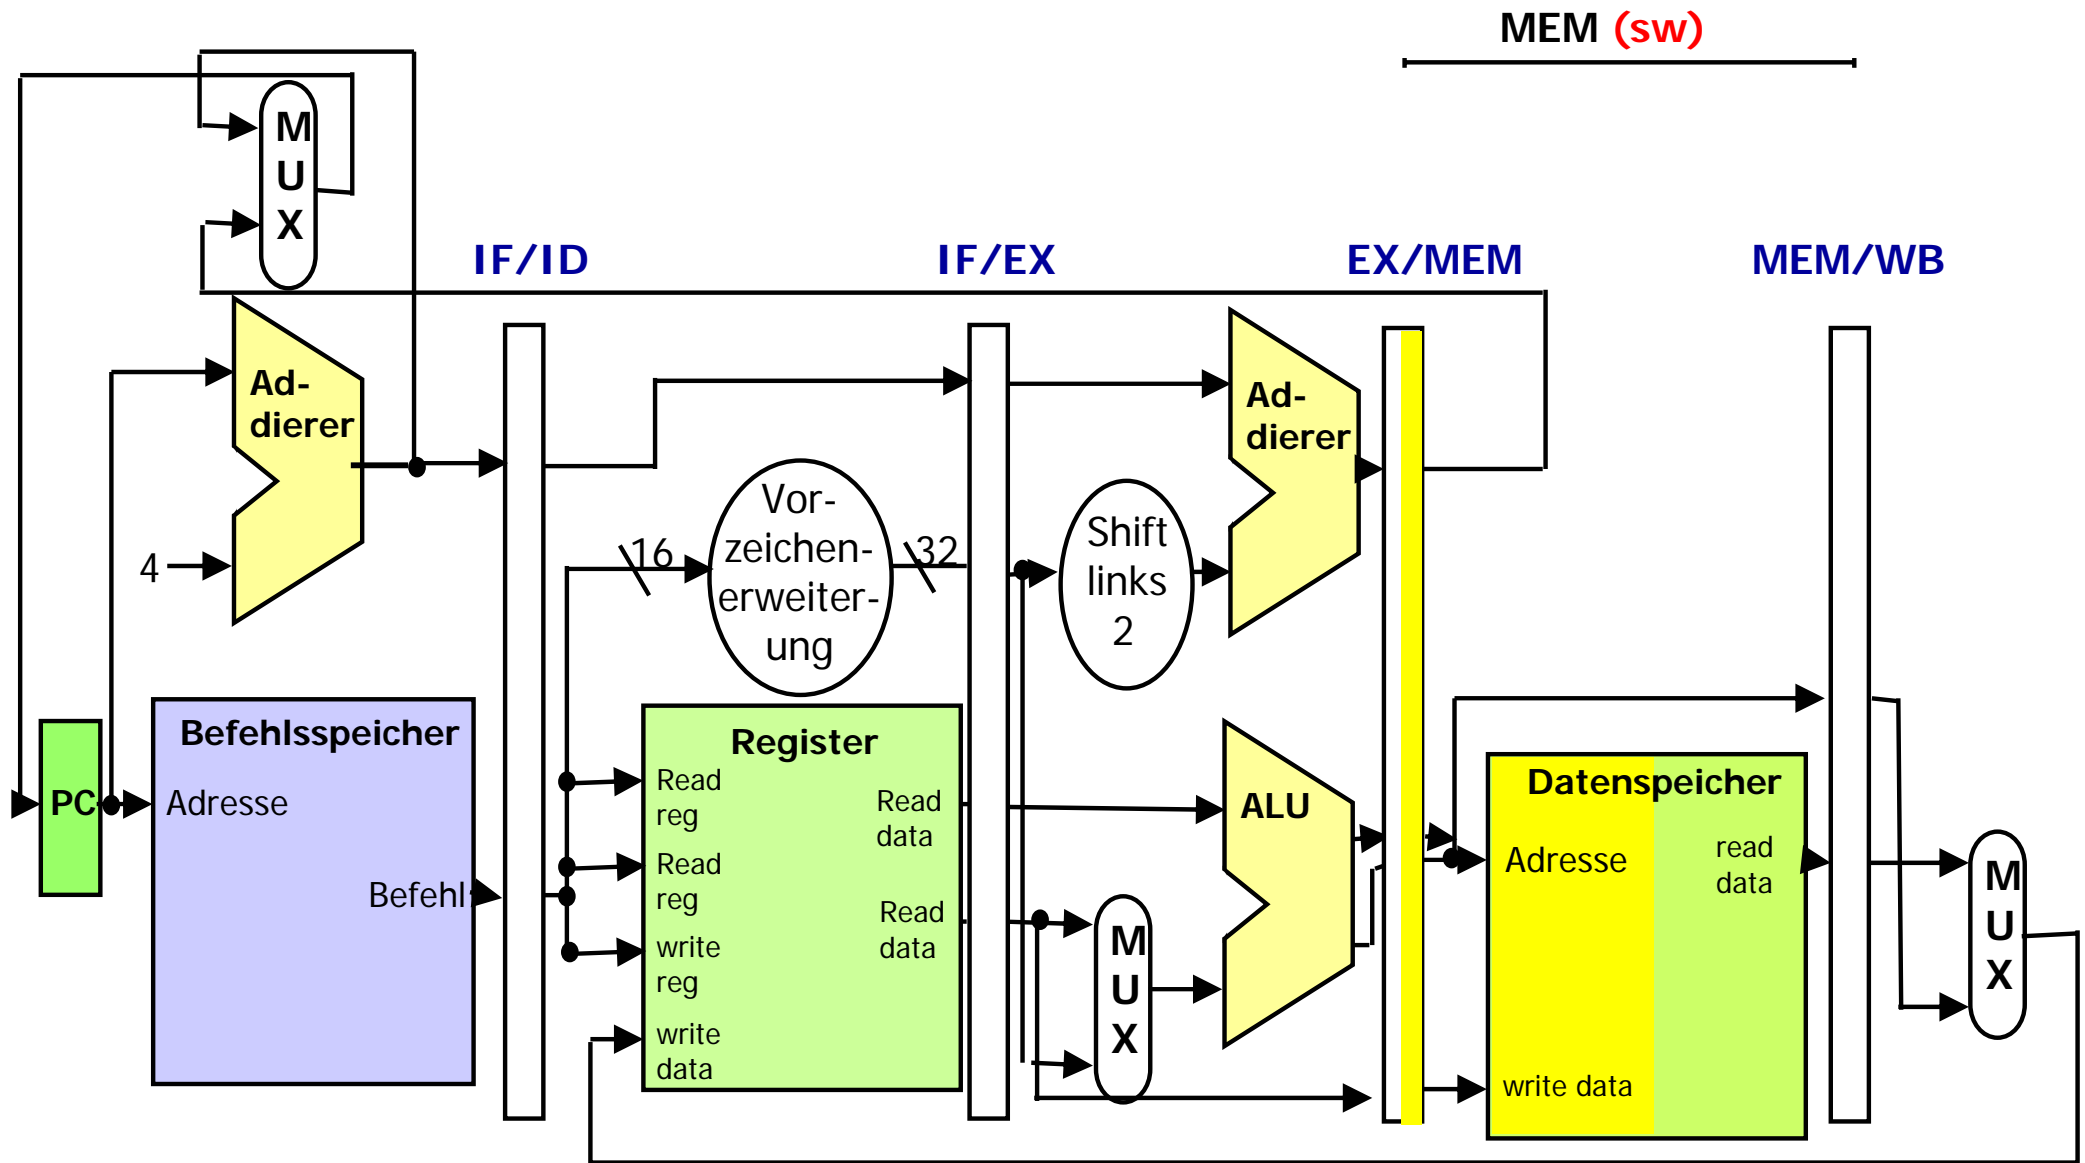 MEM (sw)
M
U
X
IF/ID
IF/EX
EX/MEM
MEM/WB
Ad-
dierer
Ad-
dierer
4
16
Vor-
zeichen-
erweiter-
ung
32
Shift
links
2
PC
Befehlsspeicher
Adresse
Befehl
Register
Read
reg
Read
reg
write
reg
write
data
Read
data
Read
data
M
U
X
ALU
Datenspeicher
Adresse
read
data
write data
M
U
X